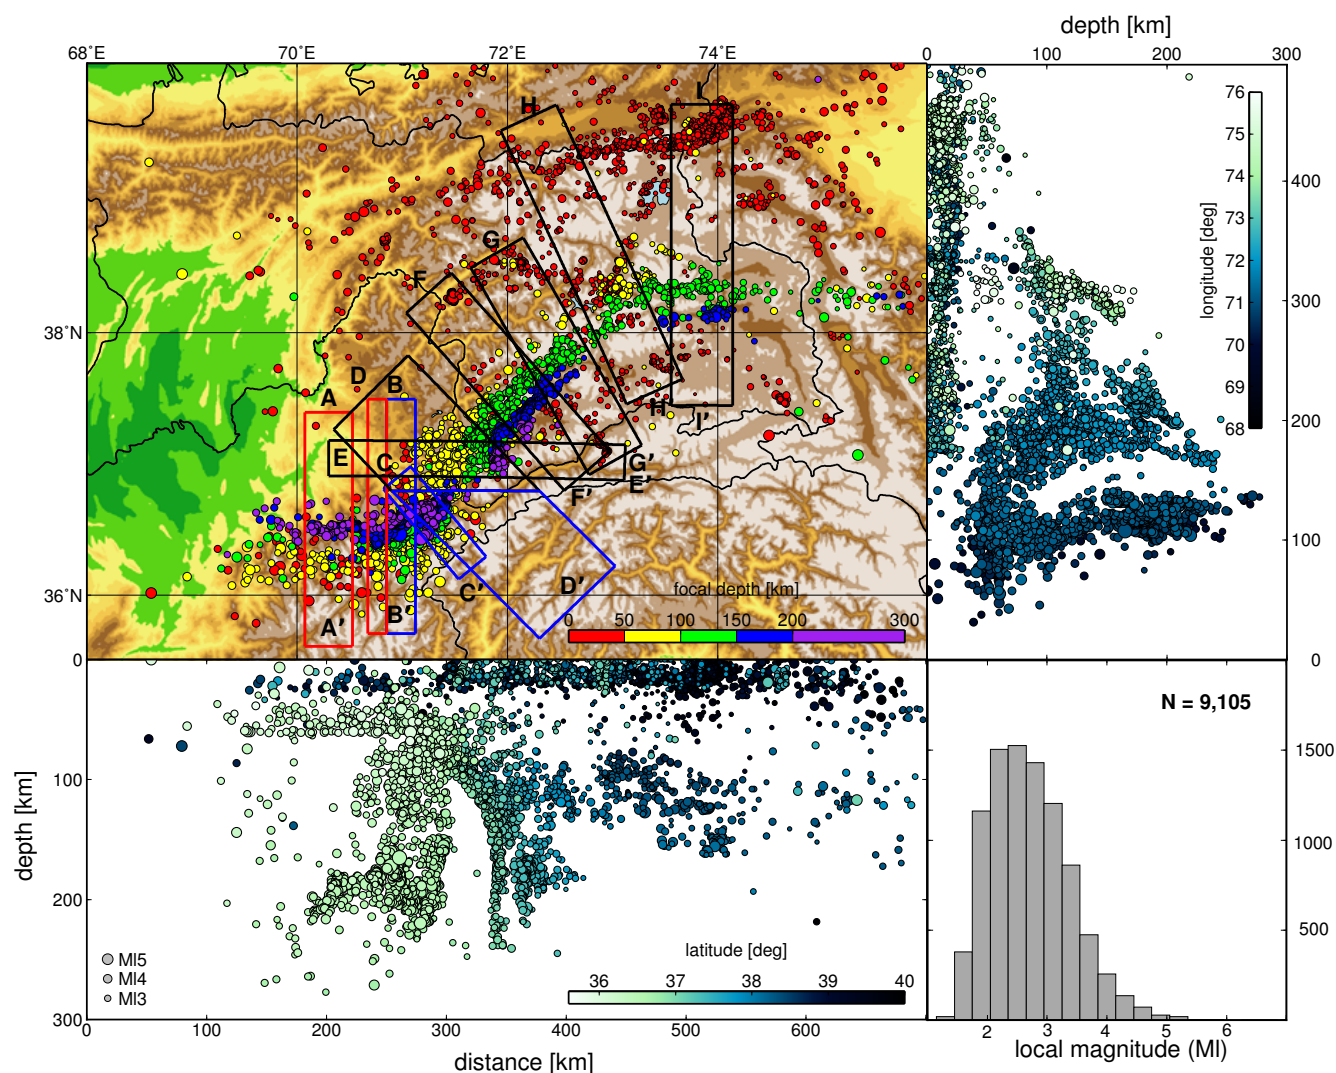 depth [km]
68°E 70°E 72°E 74°E 0 100 200 300
H I
76
75
74
73
72
71
70
69
68
longitude [deg]
400
300
200
100
0
G
F
38°N
D B
A
H' I'
E C
G'
E'
F'
36°N
C' D'
B'
A'
focal depth [km]
0 50 100 150 200 300
0
100
200
300
depth [km]
Ml5
Ml4
Ml3
latitude [deg]
36 37 38 39 40
0 100 200 300 400 500 600
distance [km]
N = 9,105
1500
1000
500
2 3 4 5 6
local magnitude (Ml)